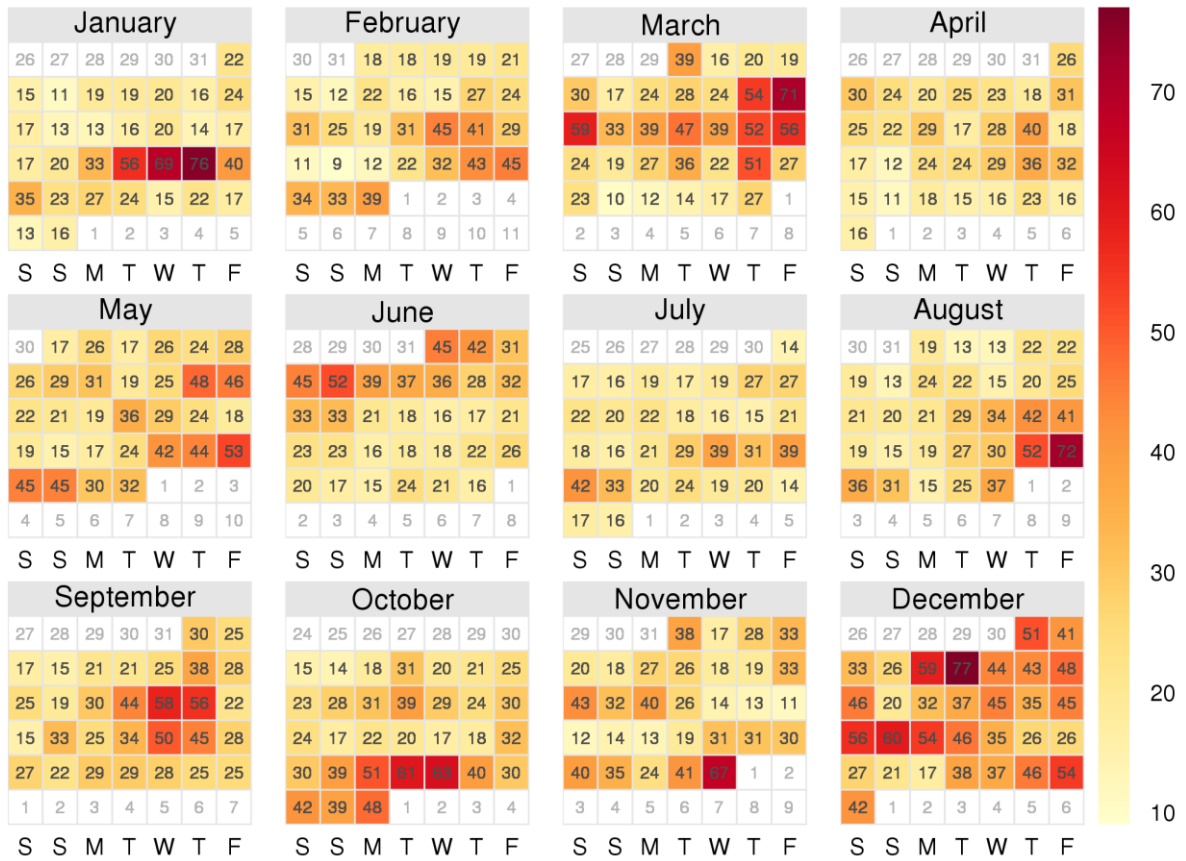 January February March April
26 27 28 29 30 31 22 30 31 18 18 19 19 21 27 28 29 39 16 20 19 26 27 28 29 30 31 26
15 11 19 19 20 16 24 15 12 22 16 15 27 24 30 17 24 28 24 54 71 30 24 20 25 23 18 31
17 13 13 16 20 14 17 31 25 19 31 45 41 29 59 33 39 47 39 52 56 25 22 29 17 28 40 18
17 20 33 56 69 76 40 11 9 12 22 32 43 45 24 19 27 36 22 51 27 17 12 24 24 29 36 32
35 23 27 24 15 22 17 34 33 39 1 2 3 4 23 10 12 14 17 27 1 15 11 18 15 16 23 16
13 16 1 2 3 4 5 5 6 7 8 9 10 11 2 3 4 5 6 7 8 16 1 2 3 4 5 6
S S M T W T F S S M T W T F S S M T W T F S S M T W T F
May June July August
30 17 26 17 26 24 28 28 29 30 31 45 42 31 25 26 27 28 29 30 14 30 31 19 13 13 22 22
26 29 31 19 25 48 46 45 52 39 37 36 28 32 17 16 19 17 19 27 27 19 13 24 22 15 20 25
22 21 19 36 29 24 18 33 33 21 18 16 17 21 22 20 22 18 16 15 21 21 20 21 29 34 42 41
19 15 17 24 42 44 53 23 23 16 18 18 22 26 18 16 21 29 39 31 39 19 15 19 27 30 52 72
45 45 30 32 1 2 3 20 17 15 24 21 16 1 42 33 20 24 19 20 14 36 31 15 25 37 1 2
4 5 6 7 8 9 10 2 3 4 5 6 7 8 17 16 1 2 3 4 5 3 4 5 6 7 8 9
S S M T W T F S S M T W T F S S M T W T F S S M T W T F
September October November December
27 28 29 30 31 30 25 24 25 26 27 28 29 30 29 30 31 38 17 28 33 26 27 28 29 30 51 41
17 15 21 21 25 38 28 15 14 18 31 20 21 25 20 18 27 26 18 19 33 33 26 59 77 44 43 48
25 19 30 44 58 56 22 23 28 31 39 29 24 30 43 32 40 26 14 13 11 46 20 32 37 45 35 45
15 33 25 34 50 45 28 24 17 22 20 17 18 32 12 14 13 19 31 31 30 56 60 54 46 35 26 26
27 22 29 29 28 25 25 30 39 51 61 63 40 30 40 35 24 41 67 1 2 27 21 17 38 37 46 54
1 2 3 4 5 6 7 42 39 48 1 2 3 4 3 4 5 6 7 8 9 42 1 2 3 4 5 6
S S M T W T F S S M T W T F S S M T W T F S S M T W T F
70
60
50
40
30
20
10